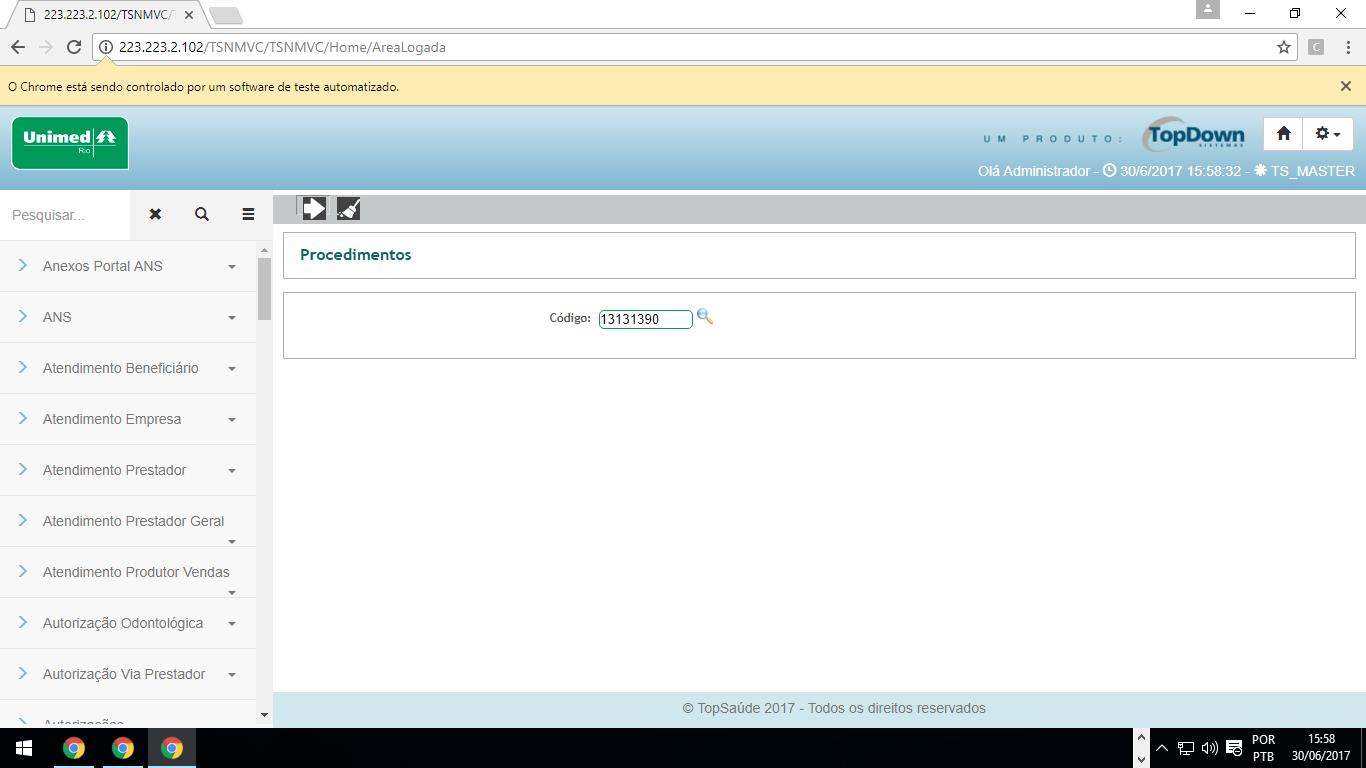 223.223.2.102/TSNMVC/
223.223.2.102/TSNMVC/TSNMVC/Home/AreaLogada
C
O Chrome está sendo controlado por um software de teste automatizado.
Unimed
Rio
UM PRODUTO:
TopDown
SISTEMAS
Olá Administrador - 30/6/2017 15:58:32 - TS_MASTER
Pesquisar...
Procedimentos
Código: 13131390
Anexos Portal ANS
ANS
Atendimento Beneficiário
Atendimento Empresa
Atendimento Prestador
Atendimento Prestador Geral
Atendimento Produtor Vendas
Autorização Odontológica
Autorização Via Prestador
Autorizações
© TopSaúde 2017 - Todos os direitos reservados
POR
PTB
15:58
30/06/2017